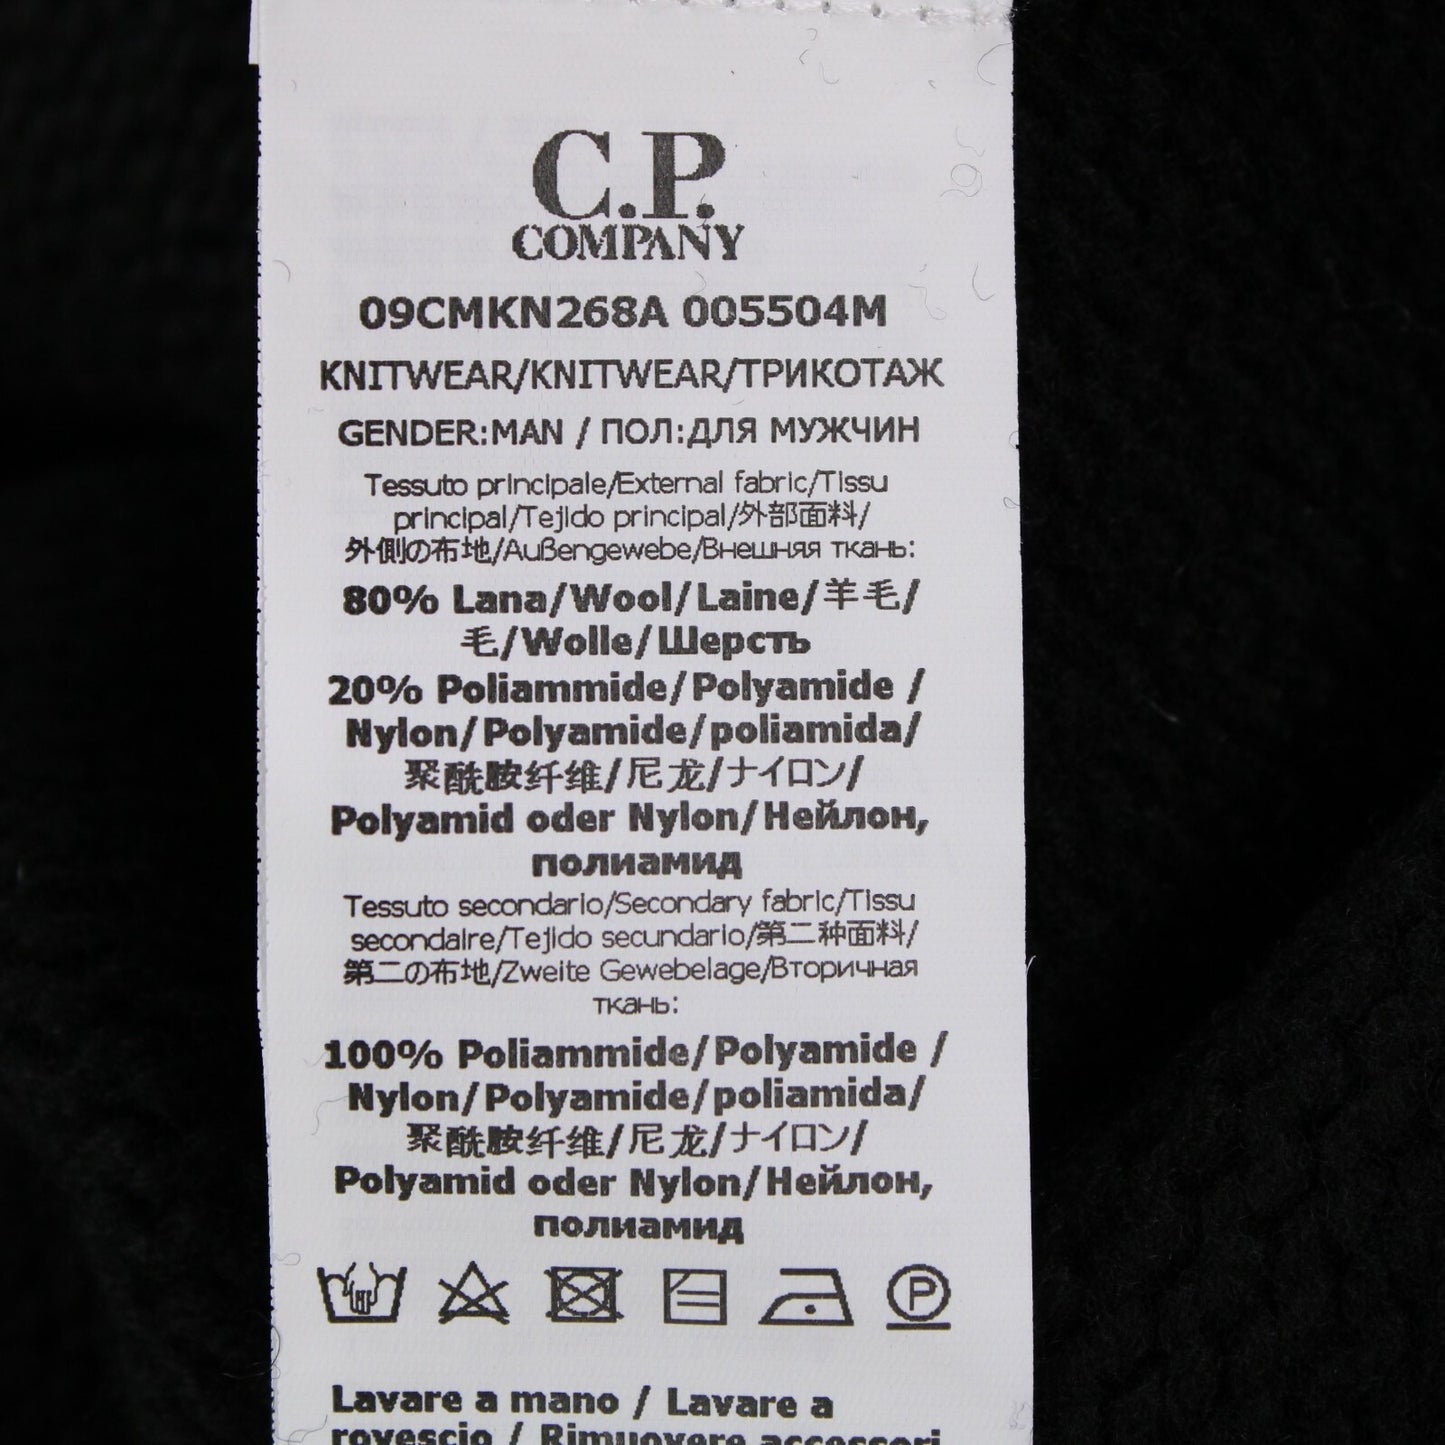 C.P.
COMPANY
09CMKN268A 005504M
KNITWEAR/KNITWEAR/ТРИКОТАЖ
GENDER:MAN / ПОЛ:ДЛЯ МУЖЧИН
Tessuto principale/External fabric/Tissu
principal/Tejido principal/外部面料/
外側の布地/Außengewebe/Внешняя ткань:
80% Lana/Wool/Laine/羊毛/
毛/Wolle/Шерсть
20% Poliammide/Polyamide /
Nylon/Polyamide/poliamida/
聚酰胺纤维/尼龙/ナイロン/
Polyamid oder Nylon/Нейлон,
полиамид
Tessuto secondario/Secondary fabric/Tissu
secondaire/Tejido secundario/第二种面料/
第二の布地/Zweite Gewebelage/Вторичная
ткань:
100% Poliammide/Polyamide /
Nylon/Polyamide/poliamida/
聚酰胺纤维/尼龙/ナイロン/
Polyamid oder Nylon/Нейлон,
полиамид
P
Lavare a mano / Lavare a
rovescio / Rimuovere accessori